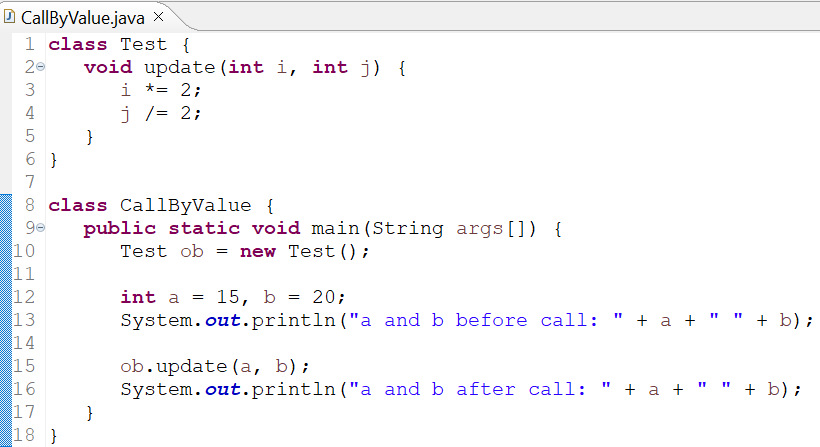 CallByValue.java
1 class Test {
2 void update(int i, int j) {
3 i *= 2;
4 j /= 2;
5 }
6 }
7
8 class CallByValue {
9 public static void main(String args[]) {
10 Test ob = new Test();
11
12 int a = 15, b = 20;
13 System.out.println("a and b before call: " + a + " " + b);
14
15 ob.update(a, b);
16 System.out.println("a and b after call: " + a + " " + b);
17 }
18 }